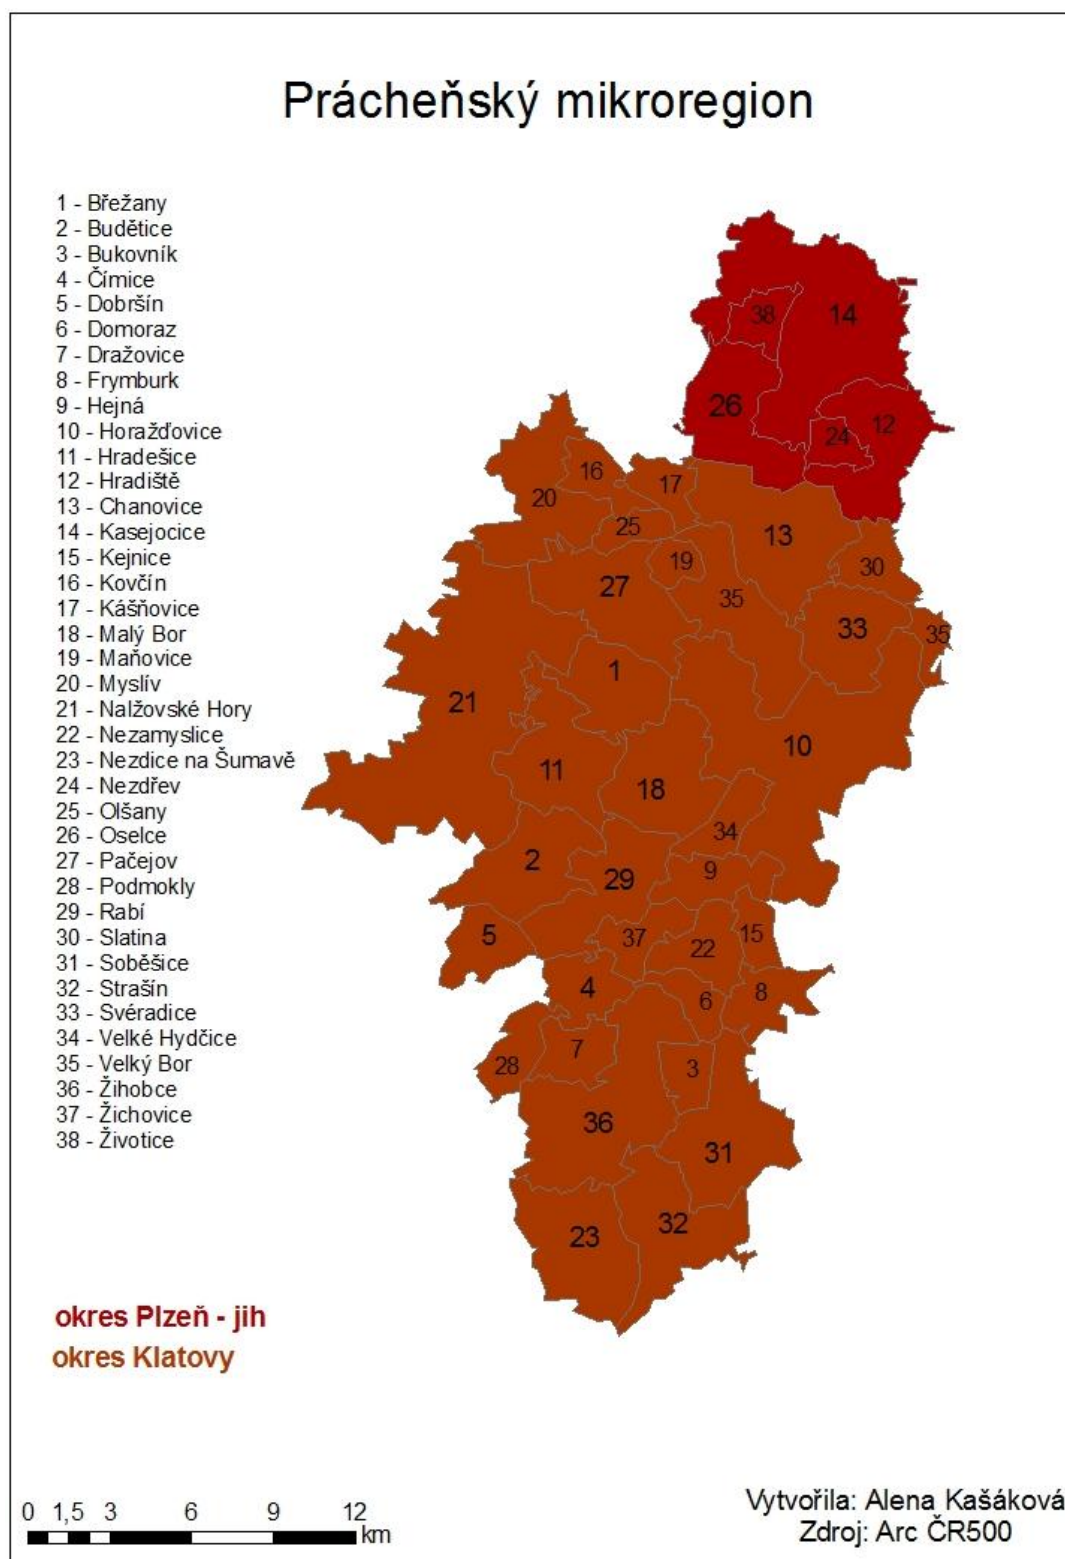 Prácheňský mikroregion
1 - Břežany
2 - Budětice
3 - Bukovník
4 - Čímice
5 - Dobršín
6 - Domoraz
7 - Dražovice
8 - Frymburk
9 - Hejná
10 - Horažďovice
11 - Hradešice
12 - Hradiště
13 - Chanovice
14 - Kasejocice
15 - Kejnice
16 - Kovčín
17 - Kášňovice
18 - Malý Bor
19 - Maňovice
20 - Myslív
21 - Nalžovské Hory
22 - Nezamyslice
23 - Nezdice na Šumavě
24 - Nezdřev
25 - Olšany
26 - Oselce
27 - Pačejov
28 - Podmokly
29 - Rabí
30 - Slatina
31 - Soběšice
32 - Strašín
33 - Svéradice
34 - Velké Hydčice
35 - Velký Bor
36 - Žihobce
37 - Žichovice
38 - Životice
38
14
26
12
24
16
17
20
25
13
19
30
27
35
33
35
1
21
10
11
18
34
2
9
29
5
37
15
22
4
6
8
7
28
3
36
31
32
23
okres Plzeň - jih
okres Klatovy
0 1,5 3 6 9 12
km
Vytvořila: Alena Kašáková
Zdroj: Arc ČR500